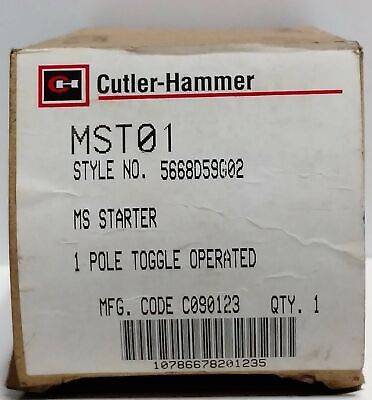 Cutler-Hammer
MST01
STYLE NO. 5668D59G02
MS STARTER
1 POLE TOGGLE OPERATED
MFG. CODE C090123 QTY. 1
10786678201235